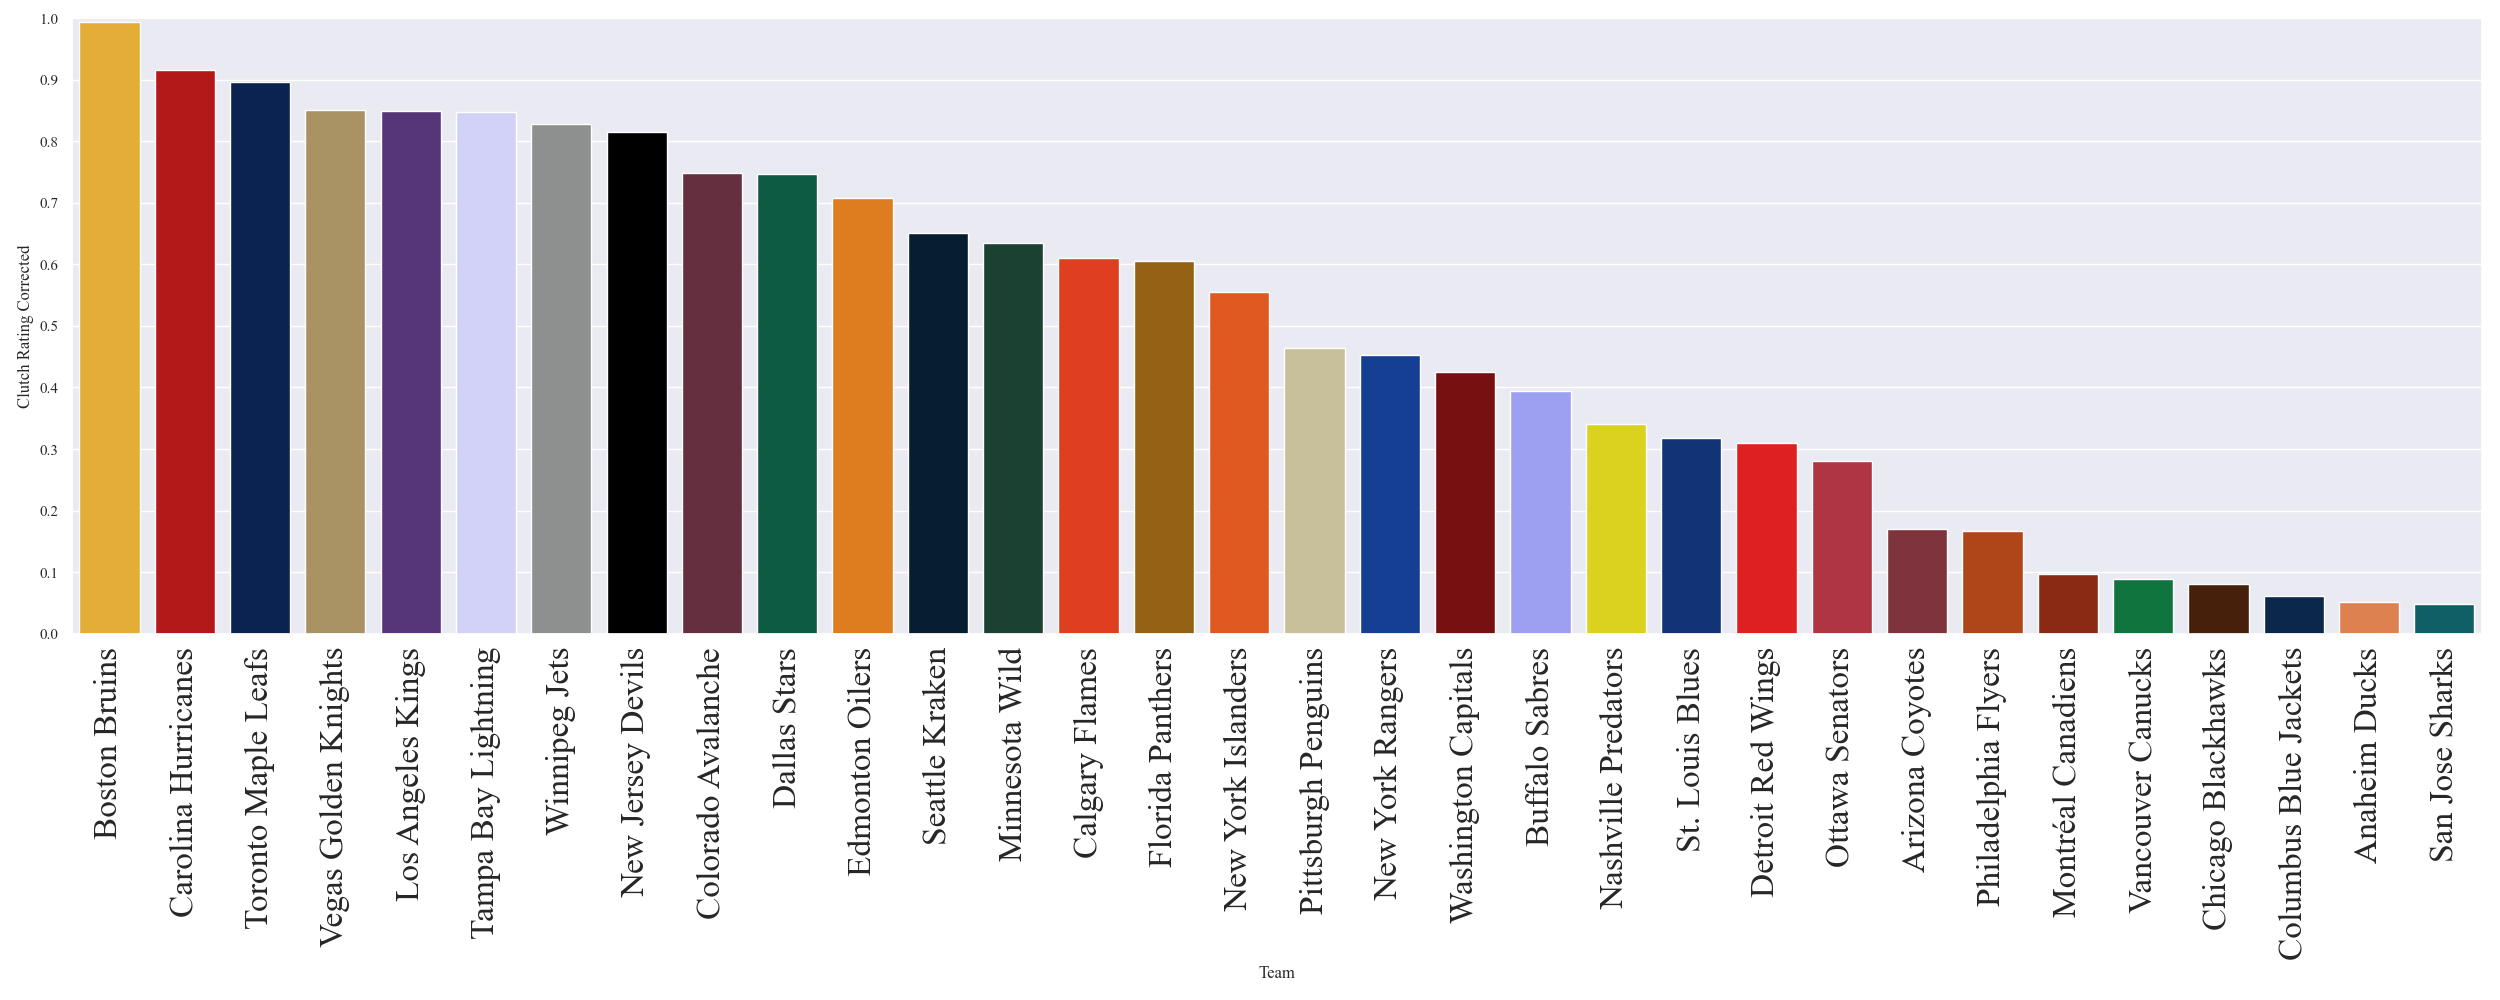 1.0
0.9
0.8
0.7
0.6
0.5
0.4
0.3
0.2
0.1
0.0
Clutch Rating Corrected
Boston Bruins
Carolina Hurricanes
Toronto Maple Leafs
Vegas Golden Knights
Los Angeles Kings
Tampa Bay Lightning
Winnipeg Jets
New Jersey Devils
Colorado Avalanche
Dallas Stars
Edmonton Oilers
Seattle Kraken
Minnesota Wild
Calgary Flames
Florida Panthers
New York Islanders
Pittsburgh Penguins
New York Rangers
Washington Capitals
Buffalo Sabres
Nashville Predators
St. Louis Blues
Detroit Red Wings
Ottawa Senators
Arizona Coyotes
Philadelphia Flyers
Montréal Canadiens
Vancouver Canucks
Chicago Blackhawks
Columbus Blue Jackets
Anaheim Ducks
San Jose Sharks
Team